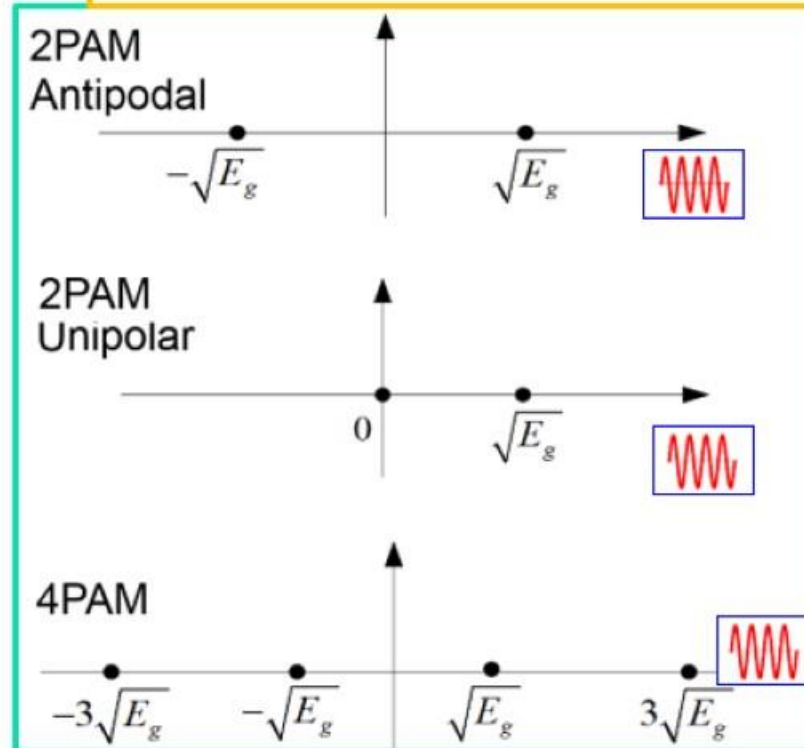 2PAM
Antipodal
−√E_g √E_g
2PAM
Unipolar
0 √E_g
4PAM
−3√E_g −√E_g √E_g 3√E_g